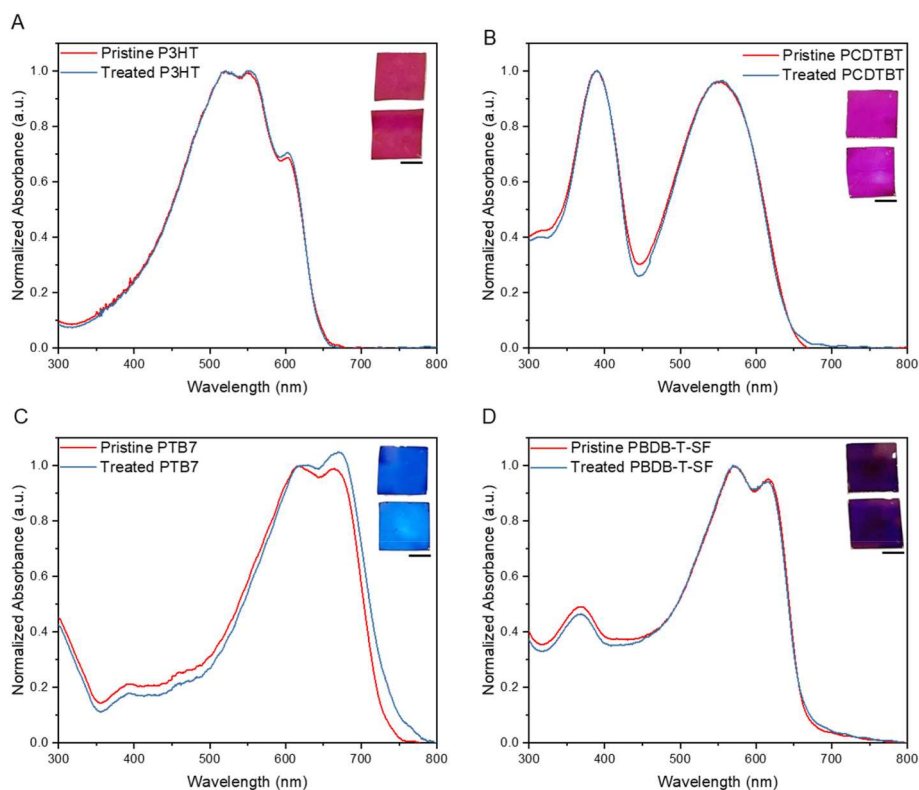 A
Pristine P3HT
Treated P3HT
Normalized Absorbance (a.u.)
1.0
0.8
0.6
0.4
0.2
0.0
300 400 500 600 700 800
Wavelength (nm)
B
Pristine PCDTBT
Treated PCDTBT
Normalized Absorbance (a.u.)
1.0
0.8
0.6
0.4
0.2
0.0
300 400 500 600 700 800
Wavelength (nm)
C
Pristine PTB7
Treated PTB7
Normalized Absorbance (a.u.)
1.0
0.8
0.6
0.4
0.2
0.0
300 400 500 600 700 800
Wavelength (nm)
D
Pristine PBDB-T-SF
Treated PBDB-T-SF
Normalized Absorbance (a.u.)
1.0
0.8
0.6
0.4
0.2
0.0
300 400 500 600 700 800
Wavelength (nm)